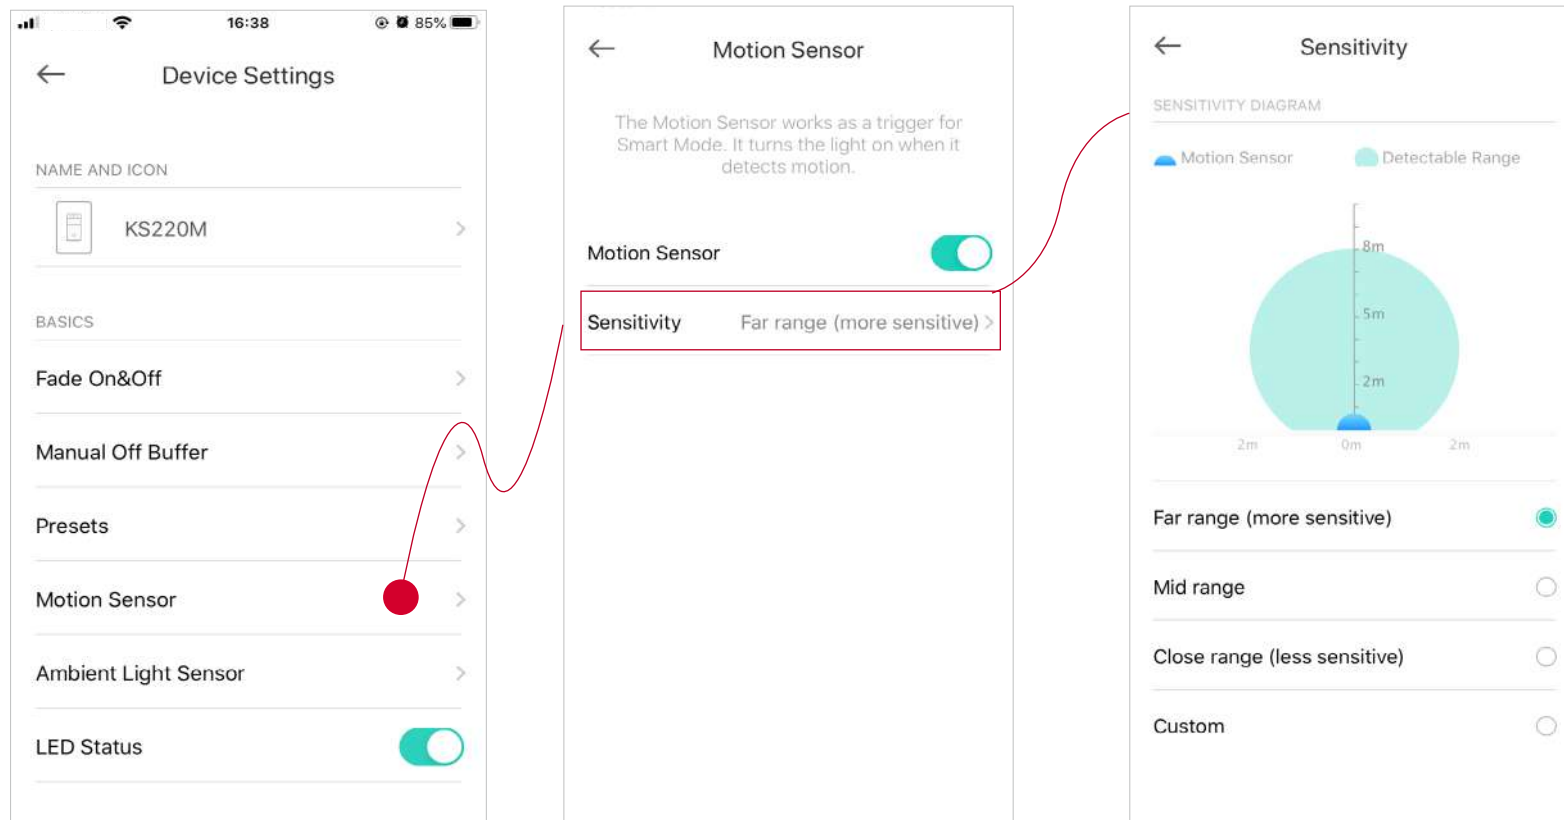 16:38
85%
Device Settings
NAME AND ICON
KS220M
BASICS
Fade On&Off
Manual Off Buffer
Presets
Motion Sensor
Ambient Light Sensor
LED Status
Motion Sensor
The Motion Sensor works as a trigger for
Smart Mode. It turns the light on when it
detects motion.
Motion Sensor
Sensitivity Far range (more sensitive)
Sensitivity
SENSITIVITY DIAGRAM
Motion Sensor Detectable Range
8m
5m
2m
2m 0m 2m
Far range (more sensitive)
Mid range
Close range (less sensitive)
Custom